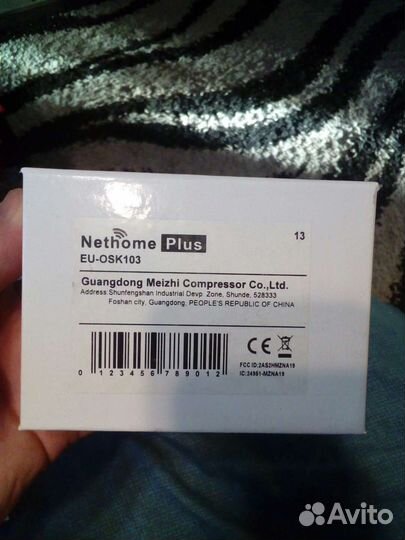 13
Nethome Plus
EU-OSK103
Guangdong Meizhi Compressor Co.,Ltd.
Address Shunfengshan Industrial Devp. Zone, Shunde, 528333
Foshan city, Guangdong. PEOPLE'S REPUBLIC OF CHINA
CE
FCC ID:2AS2HMZNA19
IC:24951-MZNA19
0 123456 789012
Avito